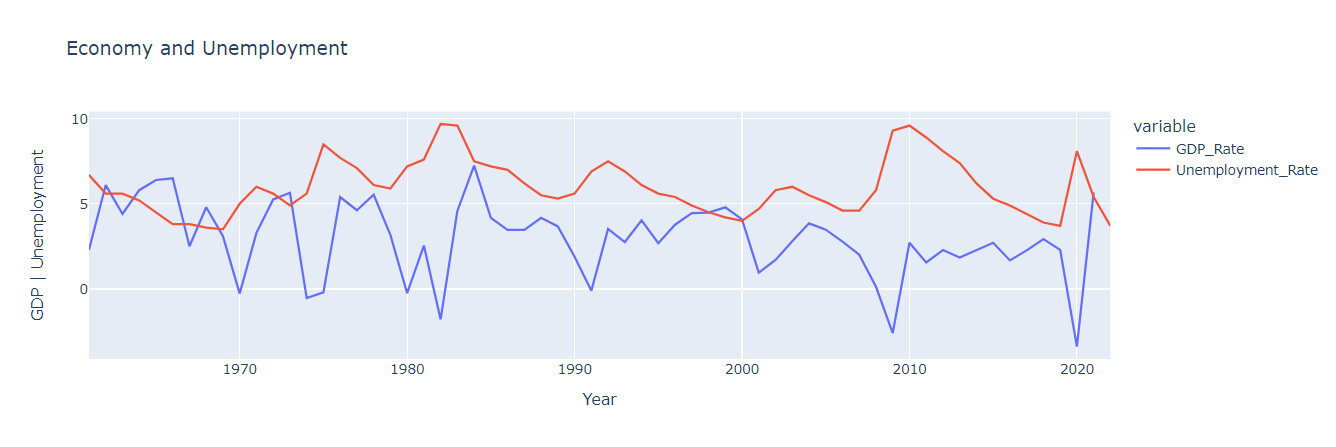 Economy and Unemployment
GDP | Unemployment
10
5
0
1970
1980
1990
2000
2010
2020
Year
variable
GDP_Rate
Unemployment_Rate